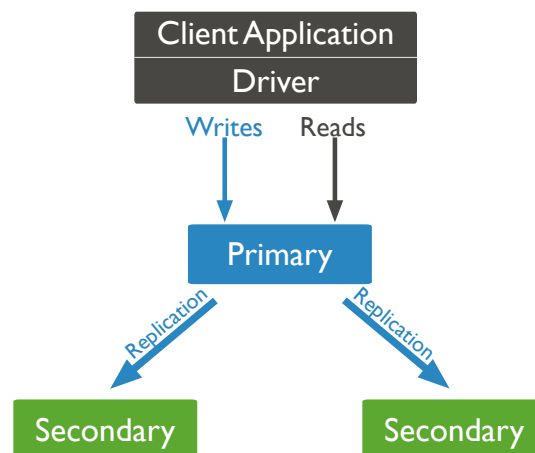 Client Application
Driver
Writes
Reads
Primary
Replication
Replication
Secondary
Secondary